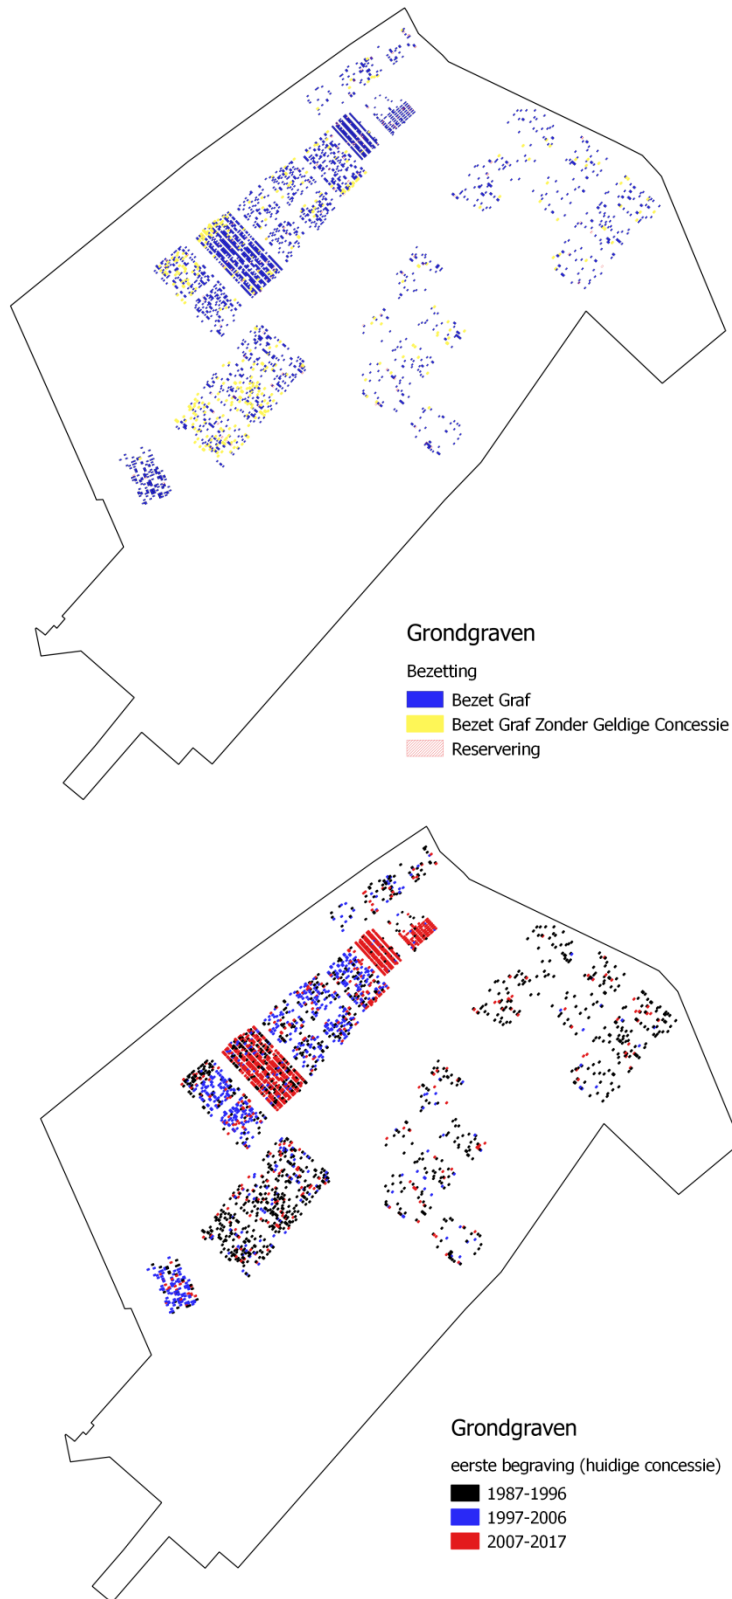 Grondgraven
Bezetting
Bezet Graf
Bezet Graf Zonder Geldige Concessie
Reservering
Grondgraven
eerste begraving (huidige concessie)
1987-1996
1997-2006
2007-2017